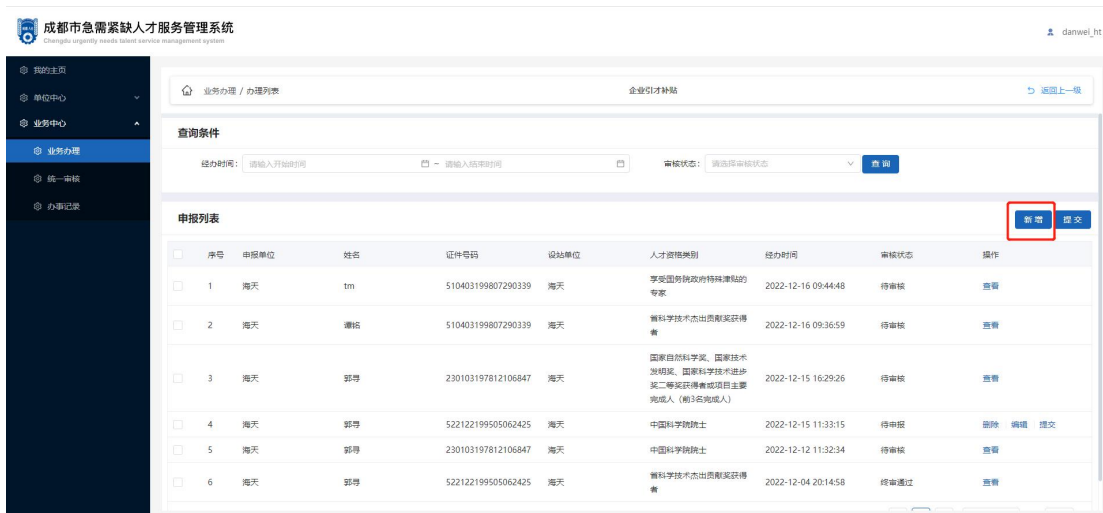 成都市急需紧缺人才服务管理系统
Chengdu urgently needs talent service management system
danwei_ht
我的主页
单位中心
业务中心
业务办理
统一审核
办事记录
业务办理 / 办理列表
企业引才补贴
返回上一级
查询条件
经办时间: 请输入开始时间 - 请输入结束时间 审核状态: 请选择审核状态 查询
申报列表
新增 提交
序号 申报单位 姓名 证件号码 设站单位 人才资格类别 经办时间 审核状态 操作
1 海天 tm 510403199807290339 海天 享受国务院政府特殊津贴的 2022-12-16 09:44:48 待审核 查看
专家
2 海天 谭铭 510403199807290339 海天 省科学技术杰出贡献奖获得 2022-12-16 09:36:59 待审核 查看
者
国家自然科学奖、国家技术
发明奖、国家科学技术进步
3 海天 郭寻 230103197812106847 海天 奖二等奖获得者或项目主要 2022-12-15 16:29:26 待审核 查看
完成人（前3名完成人）
4 海天 郭寻 522122199505062425 海天 中国科学院院士 2022-12-15 11:33:15 待申报 删除 编辑 提交
5 海天 郭寻 230103197812106847 海天 中国科学院院士 2022-12-12 11:32:34 待审核 查看
6 海天 郭寻 522122199505062425 海天 省科学技术杰出贡献奖获得 2022-12-04 20:14:58 终审通过 查看
者